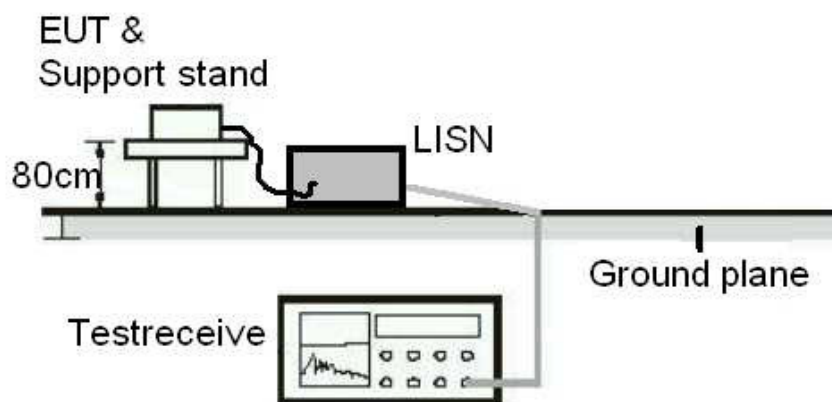 EUT &
Support stand
LISN
80cm
Ground plane
Testreceive